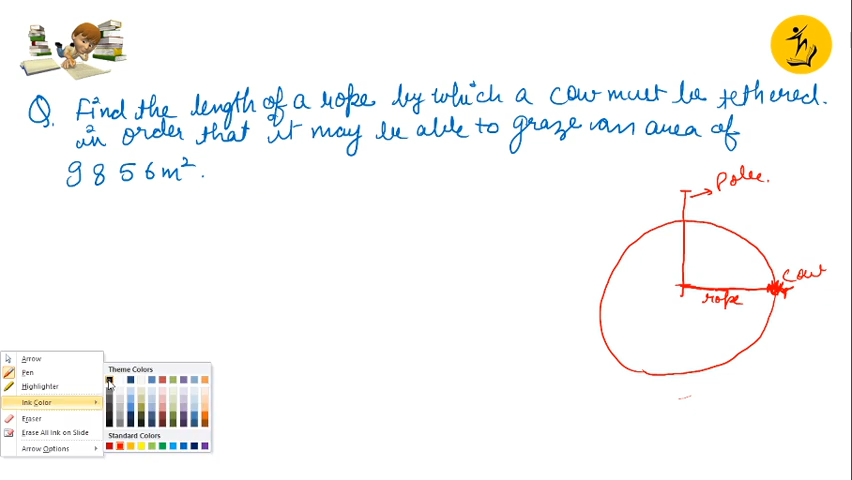 Q. Find the length of a rope by which a cow must be tethered.
in order that it may be able to graze an area of
9856m².
Pole.
cow
rope
Arrow
Pen
Highlighter
Ink Color
Eraser
Erase All Ink on Slide
Arrow Options
Theme Colors
Standard Colors